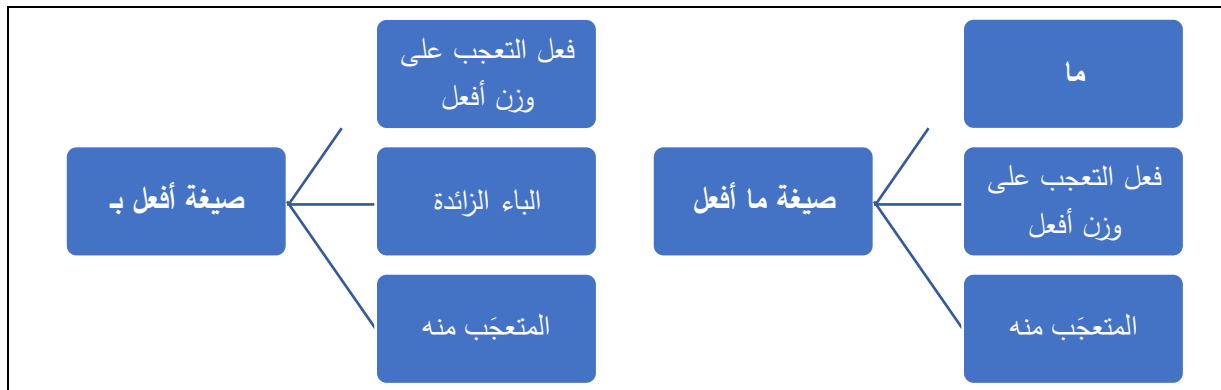 صيغة ما أفعل
ما
فعل التعجب على
وزن أفعل
المتعجَب منه
صيغة أفعل بـ
فعل التعجب على
وزن أفعل
الباء الزائدة
المتعجَب منه